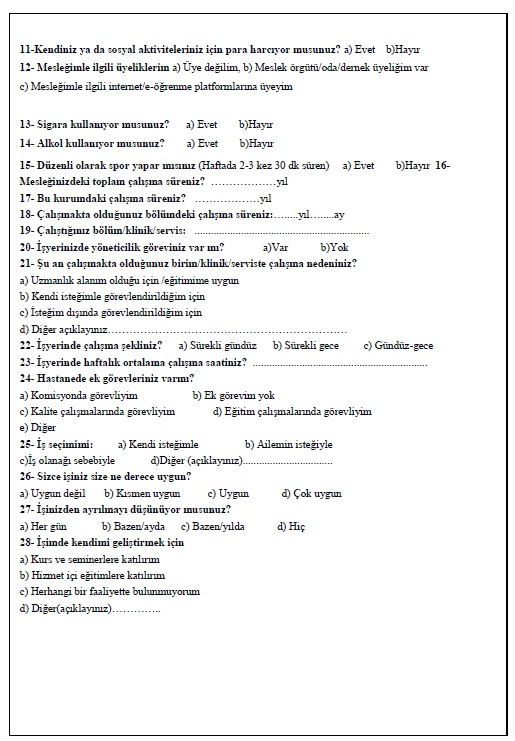 11-Kendiniz ya da sosyal aktiviteleriniz için para harcıyor musunuz? a) Evet b)Hayır
12- Mesleğimle ilgili üyeliklerim a) Üye değilim, b) Meslek örgütü/oda/dernek üyeliğim var
c) Mesleğimle ilgili internet/e-öğrenme platformlarına üyeyim
13- Sigara kullanıyor musunuz? a) Evet b)Hayır
14- Alkol kullanıyor musunuz? a) Evet b)Hayır
15- Düzenli olarak spor yapar mısınız (Haftada 2-3 kez 30 dk süren) a) Evet b)Hayır 16-
Mesleğinizdeki toplam çalışma süreniz? ………………yıl
17- Bu kurumdaki çalışma süreniz? ………………yıl
18- Çalışmakta olduğunuz bölümdeki çalışma süreniz:…....yıl…....ay
19- Çalıştığınız bölüm/klinik/servis: .................................................................
20- İşyerinizde yöneticilik göreviniz var mı? a)Var b)Yok
21- Şu an çalışmakta olduğunuz birim/klinik/serviste çalışma nedeniniz?
a) Uzmanlık alanım olduğu için /eğitimime uygun
b) Kendi isteğimle görevlendirildiğim için
c) İsteğim dışında görevlendirildiğim için
d) Diğer açıklayınız……………………………………………………
22- İşyerinde çalışma şekliniz? a) Sürekli gündüz b) Sürekli gece c) Gündüz-gece
23- İşyerinde haftalık ortalama çalışma saatiniz? .................................................................
24- Hastanede ek görevleriniz varmı?
a) Komisyonda görevliyim b) Ek görevim yok
c) Kalite çalışmalarında görevliyim d) Eğitim çalışmalarında görevliyim
e) Diğer
25- İş seçimimi: a) Kendi isteğimle b) Ailemin isteğiyle
c)İş olanağı sebebiyle d)Diğer (açıklayınız).................................
26- Sizce işiniz size ne derece uygun?
a) Uygun değil b) Kısmen uygun c) Uygun d) Çok uygun
27- İşinizden ayrılmayı düşünüyor musunuz?
a) Her gün b) Bazen/ayda c) Bazen/yılda d) Hiç
28- İşimde kendimi geliştirmek için
a) Kurs ve seminerlere katılırım
b) Hizmet içi eğitimlere katılırım
c) Herhangi bir faaliyette bulunmuyorum
d) Diğer(açıklayınız)…………..